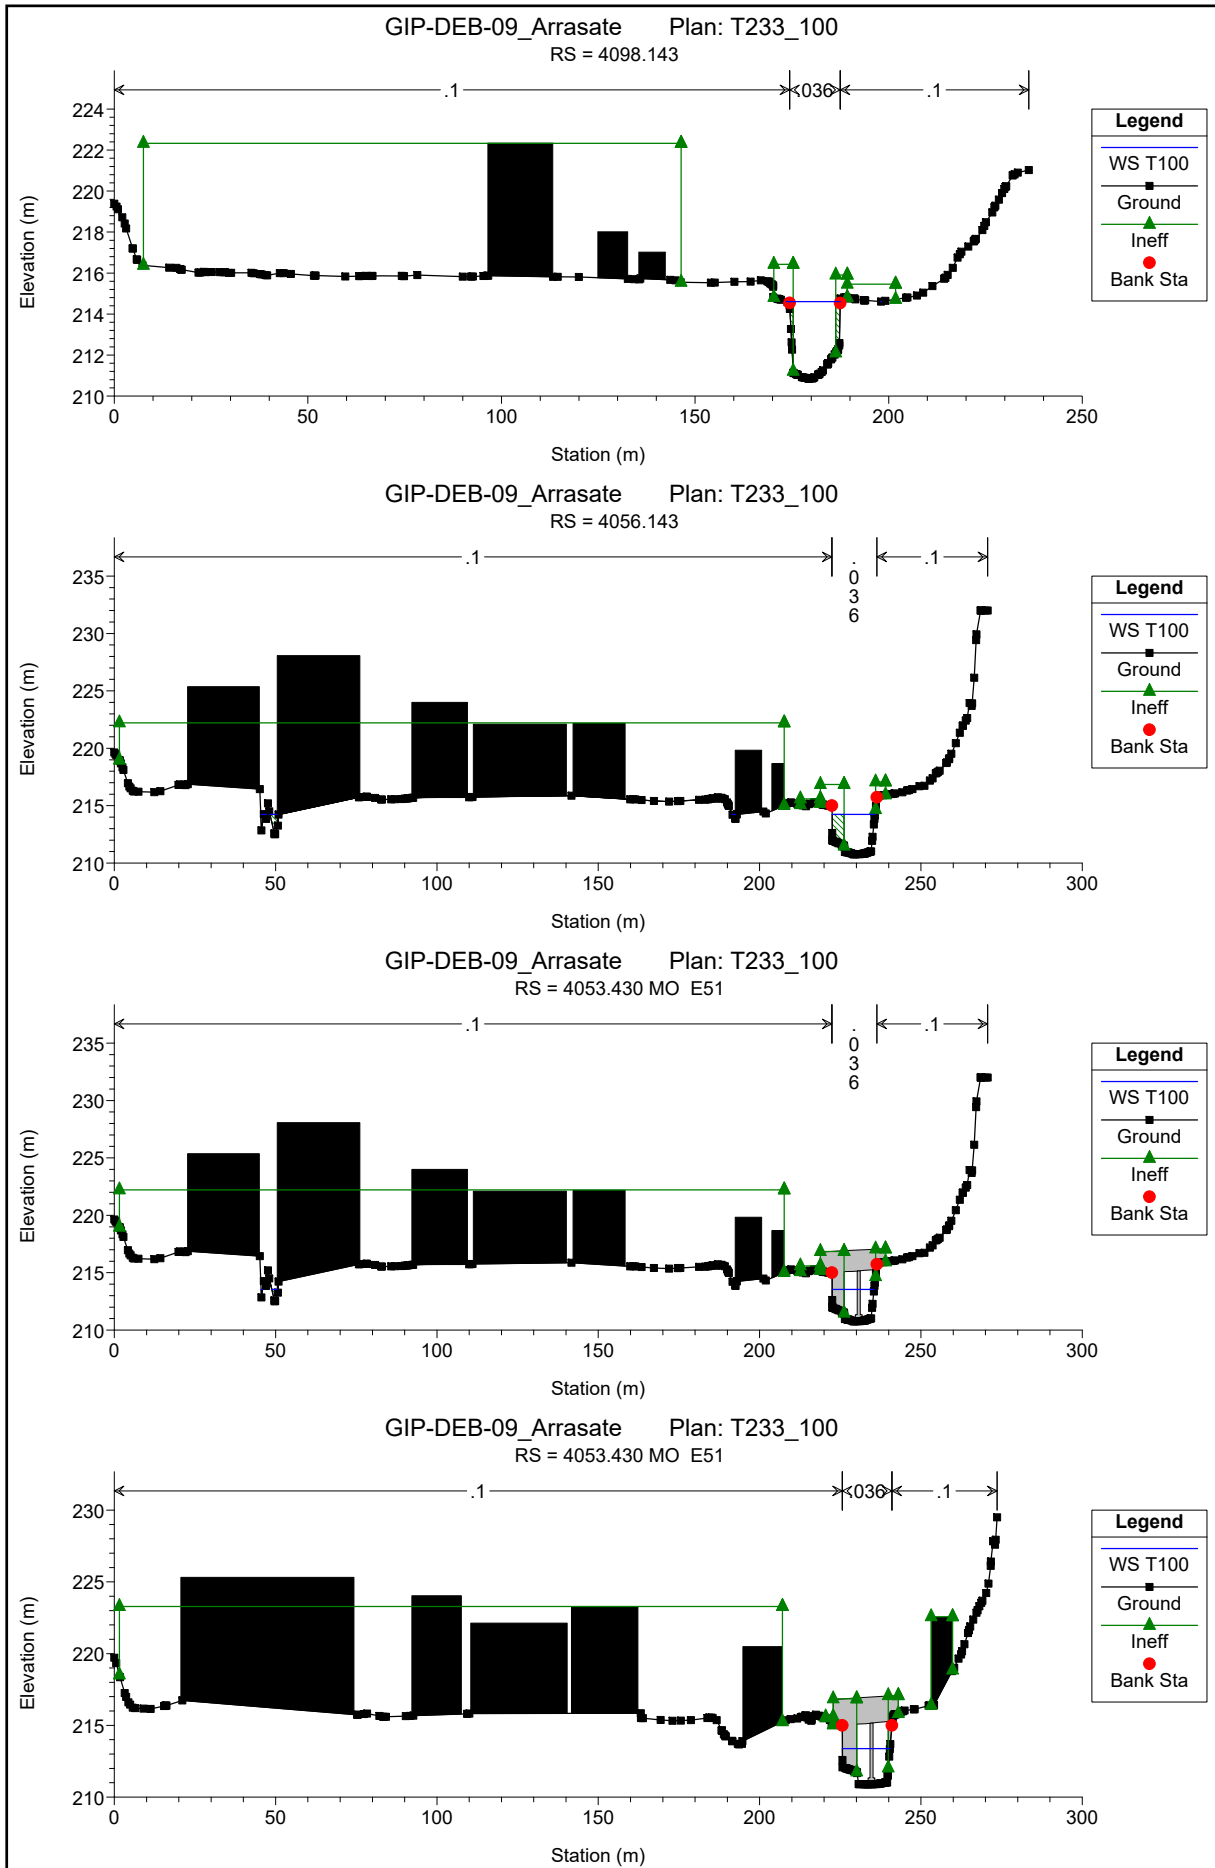 GIP-DEB-09_Arrasate Plan: T233_100
RS = 4098.143
.1 .036 .1
224
222
220
218
216
214
212
210
Elevation (m)
0 50 100 150 200 250
Station (m)
Legend
WS T100
Ground
Ineff
Bank Sta
GIP-DEB-09_Arrasate Plan: T233_100
RS = 4056.143
.1 .036 .1
235
230
225
220
215
210
Elevation (m)
0 50 100 150 200 250 300
Station (m)
Legend
WS T100
Ground
Ineff
Bank Sta
GIP-DEB-09_Arrasate Plan: T233_100
RS = 4053.430 MO E51
.1 .036 .1
235
230
225
220
215
210
Elevation (m)
0 50 100 150 200 250 300
Station (m)
Legend
WS T100
Ground
Ineff
Bank Sta
GIP-DEB-09_Arrasate Plan: T233_100
RS = 4053.430 MO E51
.1 .036 .1
230
225
220
215
210
Elevation (m)
0 50 100 150 200 250 300
Station (m)
Legend
WS T100
Ground
Ineff
Bank Sta